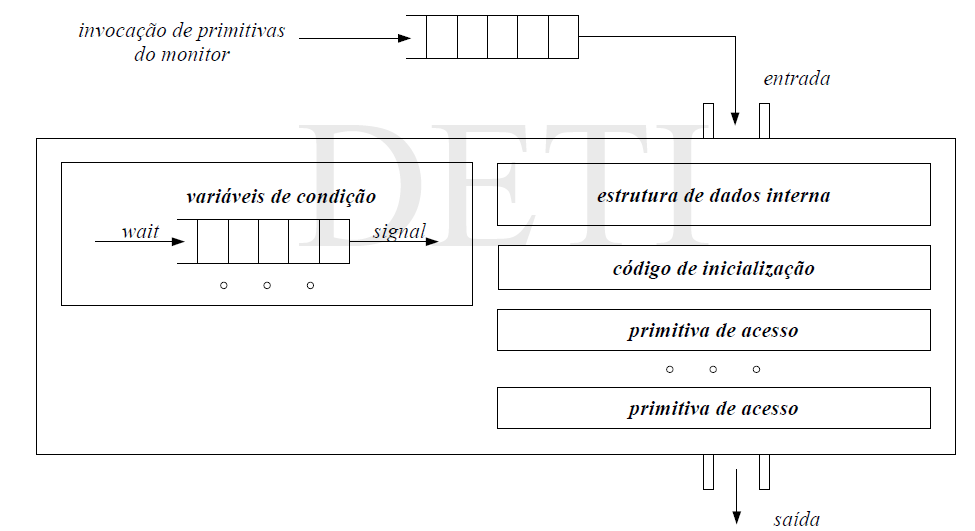 invocação de primitivas
do monitor
entrada
DETI
variáveis de condição
wait
signal
estrutura de dados interna
código de inicialização
primitiva de acesso
primitiva de acesso
saída